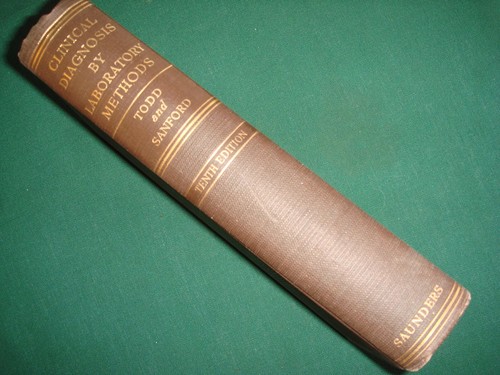 CLINICAL
DIAGNOSIS
BY
LABORATORY
METHODS
TODD
and
SANFORD
TENTH EDITION
SAUNDERS